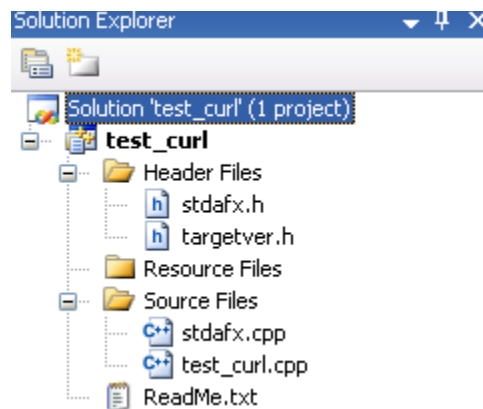 Solution Explorer
Solution 'test_curl' (1 project)
test_curl
Header Files
h stdafx.h
h targetver.h
Resource Files
Source Files
C++ stdafx.cpp
C++ test_curl.cpp
ReadMe.txt